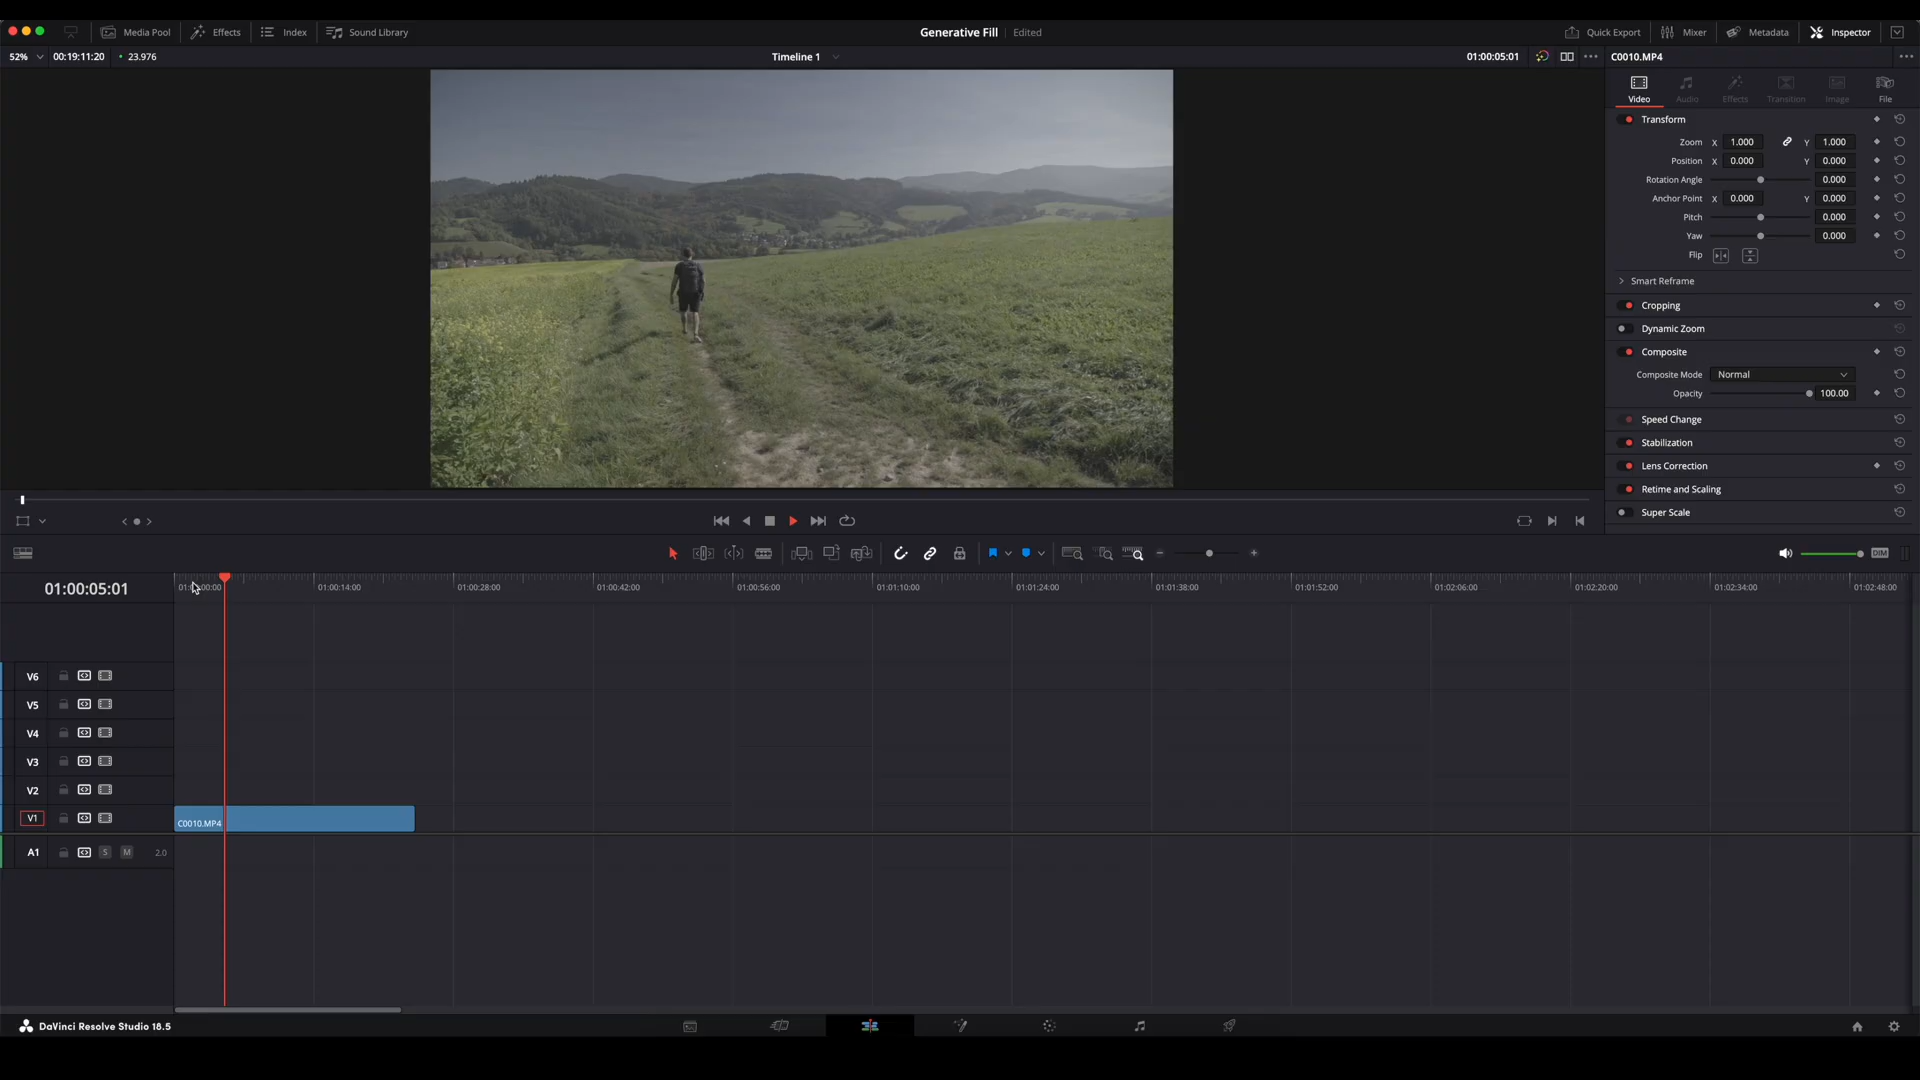 Media Pool Effects Index Sound Library Generative Fill Edited Quick Export Mixer Metadata Inspector
52% 00:19:11:20 23.976 Timeline 1 01:00:05:01 C0010.MP4
Video Audio Effects Transition Image File
Transform
Zoom X 1.000 Y 1.000
Position X 0.000 Y 0.000
Rotation Angle 0.000
Anchor Point X 0.000 Y 0.000
Pitch 0.000
Yaw 0.000
Flip
Smart Reframe
Cropping
Dynamic Zoom
Composite
Composite Mode Normal
Opacity 100.00
Speed Change
Stabilization
Lens Correction
Retime and Scaling
Super Scale
DIM
01:00:05:01 01:00:14:00 01:00:28:00 01:00:42:00 01:00:56:00 01:01:10:00 01:01:24:00 01:01:38:00 01:01:52:00 01:02:06:00 01:02:20:00 01:02:34:00 01:02:48:00
V6
V5
V4
V3
V2
V1 C0010.MP4
A1 S M 2.0
DaVinci Resolve Studio 18.5